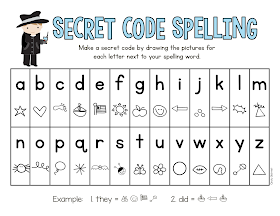 SECRET CODE SPELLING
Make a secret code by drawing the pictures for
each letter next to your spelling word.
a b c d e f g h i j k l m
n o p q r s t u v w x y z
Example: 1. they = 2. did =